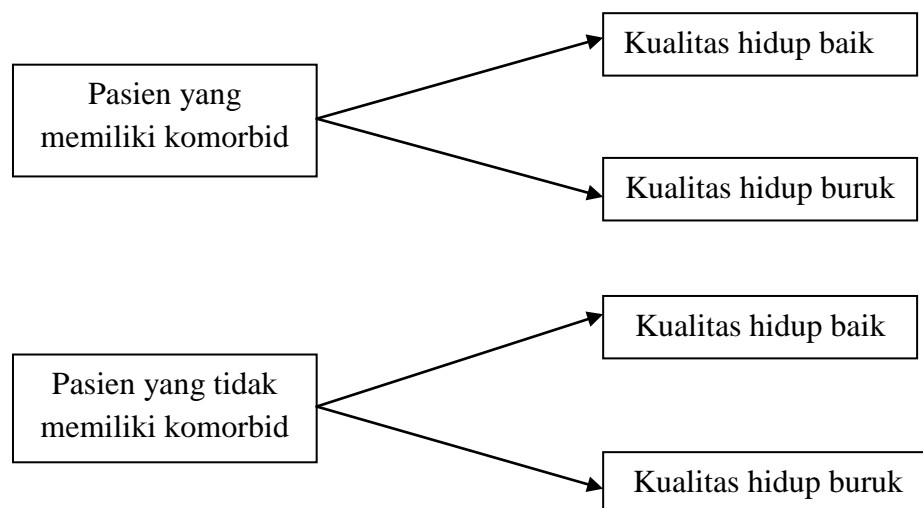 Kualitas hidup baik
Pasien yang
memiliki komorbid
Kualitas hidup buruk
Kualitas hidup baik
Pasien yang tidak
memiliki komorbid
Kualitas hidup buruk